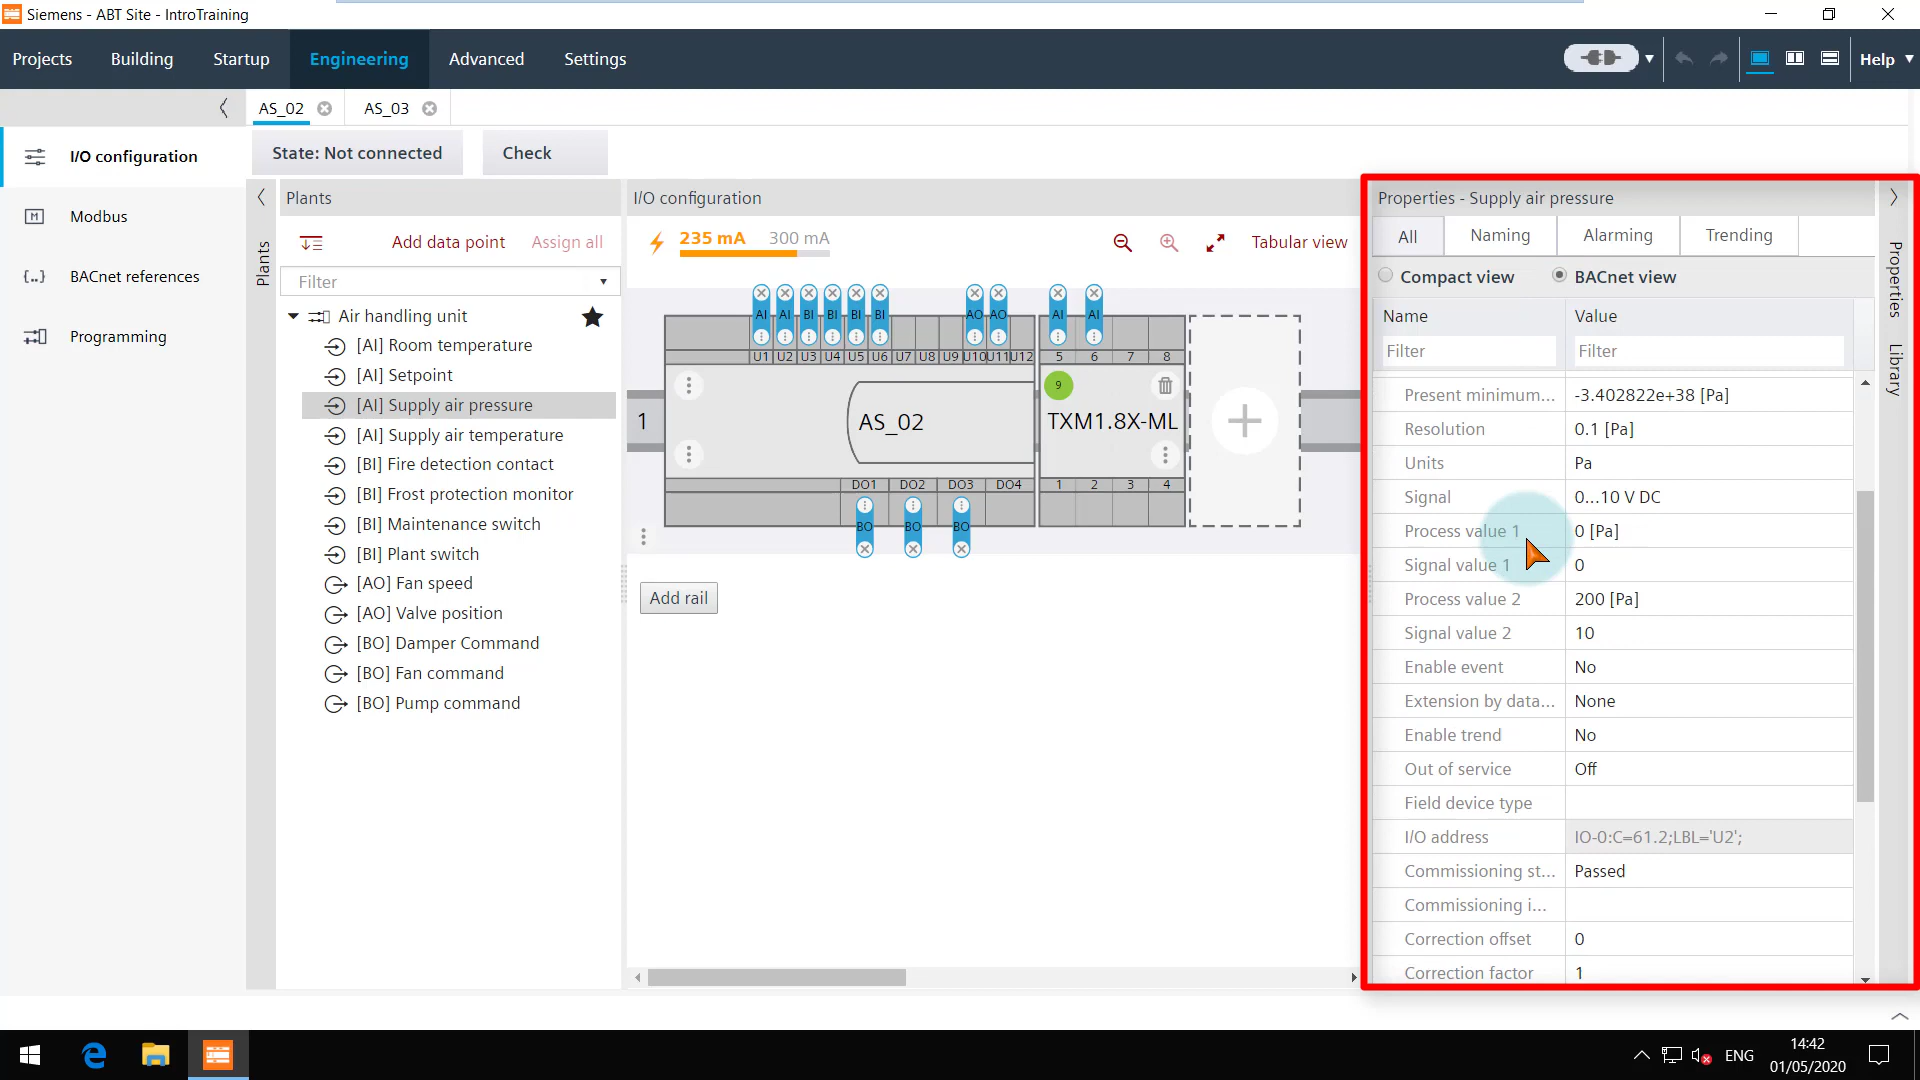 Siemens - ABT Site - IntroTraining
Projects
Building
Startup
Engineering
Advanced
Settings
Help
AS_02
AS_03
I/O configuration
Modbus
BACnet references
Programming
State: Not connected
Check
Plants
Plants
Add data point
Assign all
Filter
Air handling unit
[AI] Room temperature
[AI] Setpoint
[AI] Supply air pressure
[AI] Supply air temperature
[BI] Fire detection contact
[BI] Frost protection monitor
[BI] Maintenance switch
[BI] Plant switch
[AO] Fan speed
[AO] Valve position
[BO] Damper Command
[BO] Fan command
[BO] Pump command
I/O configuration
235 mA 300 mA
Tabular view
AI AI BI BI BI BI AO AO AI AI
U1 U2 U3 U4 U5 U6 U7 U8 U9 U10 U11 U12 5 6 7 8
9
1 AS_02 TXM1.8X-ML
DO1 DO2 DO3 DO4 1 2 3 4
BO BO BO
Add rail
Properties - Supply air pressure
All Naming Alarming Trending
Compact view BACnet view
Name Value
Filter Filter
Present minimum... -3.402822e+38 [Pa]
Resolution 0.1 [Pa]
Units Pa
Signal 0...10 V DC
Process value 1 0 [Pa]
Signal value 1 0
Process value 2 200 [Pa]
Signal value 2 10
Enable event No
Extension by data... None
Enable trend No
Out of service Off
Field device type
I/O address IO-0:C=61.2;LBL='U2';
Commissioning st... Passed
Commissioning i...
Correction offset 0
Correction factor 1
Properties
Library
ENG
14:42
01/05/2020